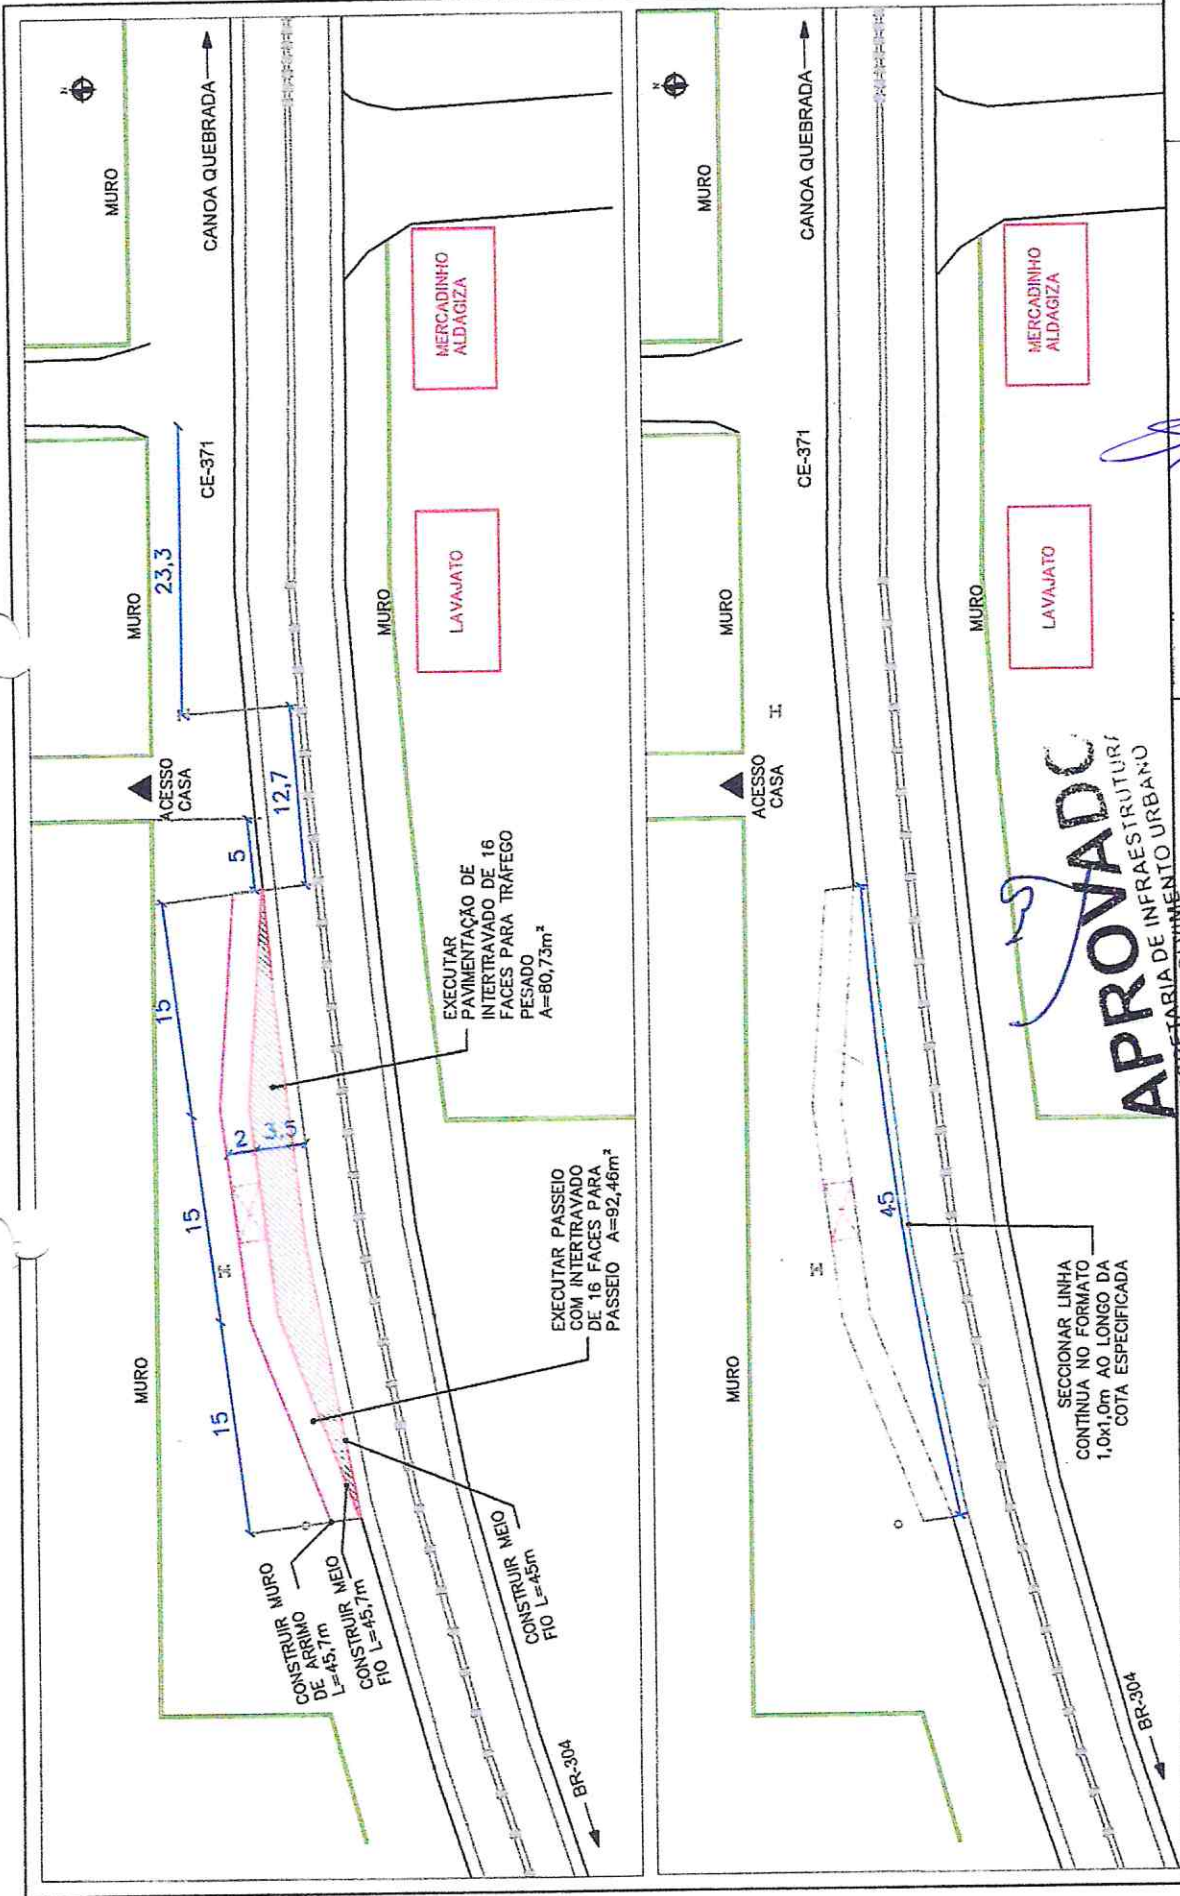 N
MURO
CANOA QUEBRADA
23,3
MURO
CE-371
MERCADINHO
ALDAGIZA
ACESSO
CASA
12,7
5
MURO
LAVAJATO
15
15
15
2
3,5
EXECUTAR
PAVIMENTAÇÃO DE
INTERTRAVADO DE 16
FACES PARA TRÁFEGO
PESADO
A=80,73m²
EXECUTAR PASSEIO
COM INTERTRAVADO
DE 16 FACES PARA
PASSEIO A=92,46m²
MURO
CONSTRUIR MURO
DE ARRIMO
L=45,7m
CONSTRUIR MEIO
FIO L=45,7m
CONSTRUIR MEIO
FIO L=45m
BR-304
N
MURO
CANOA QUEBRADA
MURO
CE-371
MERCADINHO
ALDAGIZA
ACESSO
CASA
MURO
LAVAJATO
45
MURO
SECCIONAR LINHA
CONTÍNUA NO FORMATO
1,0x1,0m AO LONGO DA
COTA ESPECIFICADA
BR-304
APROVADO
DE INFRAESTRUTURA
URBANO